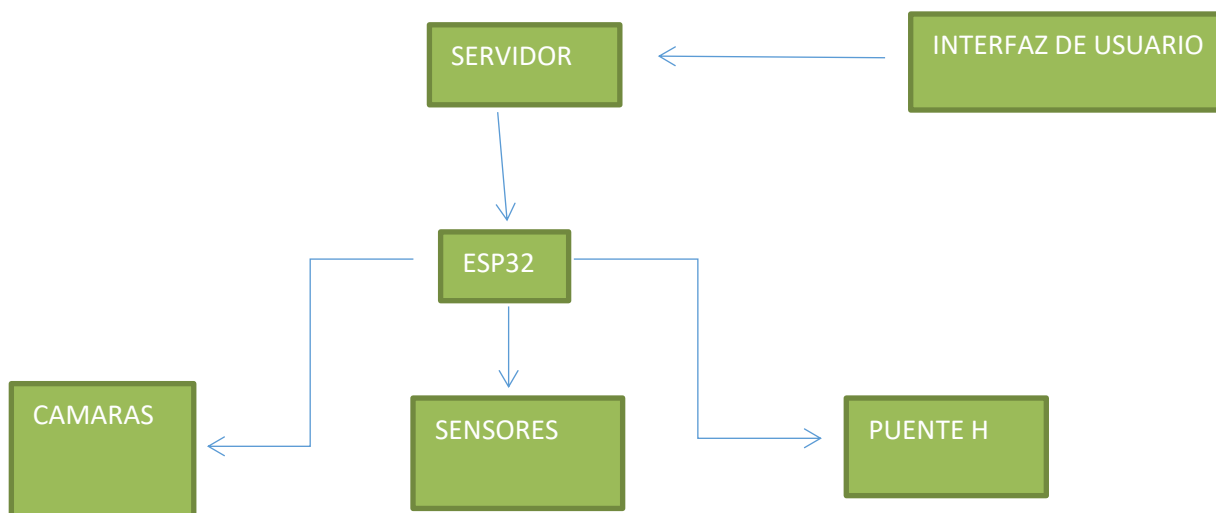 SERVIDOR
INTERFAZ DE USUARIO
ESP32
CAMARAS
SENSORES
PUENTE H